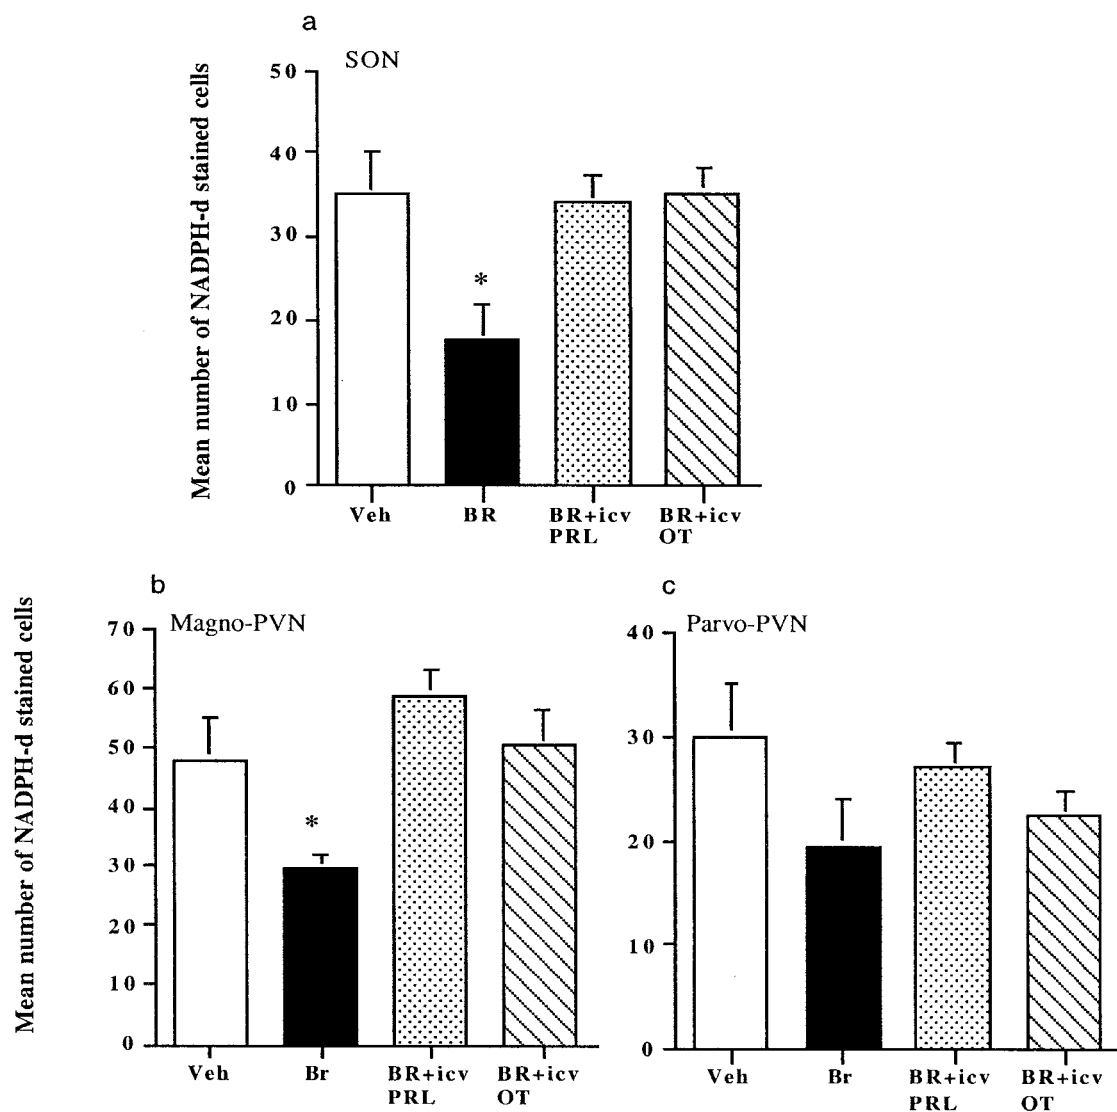 a
SON
Mean number of NADPH-d stained cells
50
40
30
20
10
0
*
Veh
BR
BR+icv
PRL
BR+icv
OT
b
Magno-PVN
Mean number of NADPH-d stained cells
70
60
50
40
30
20
10
0
*
Veh
Br
BR+icv
PRL
BR+icv
OT
c
Parvo-PVN
40
30
20
10
0
Veh
Br
BR+icv
PRL
BR+icv
OT